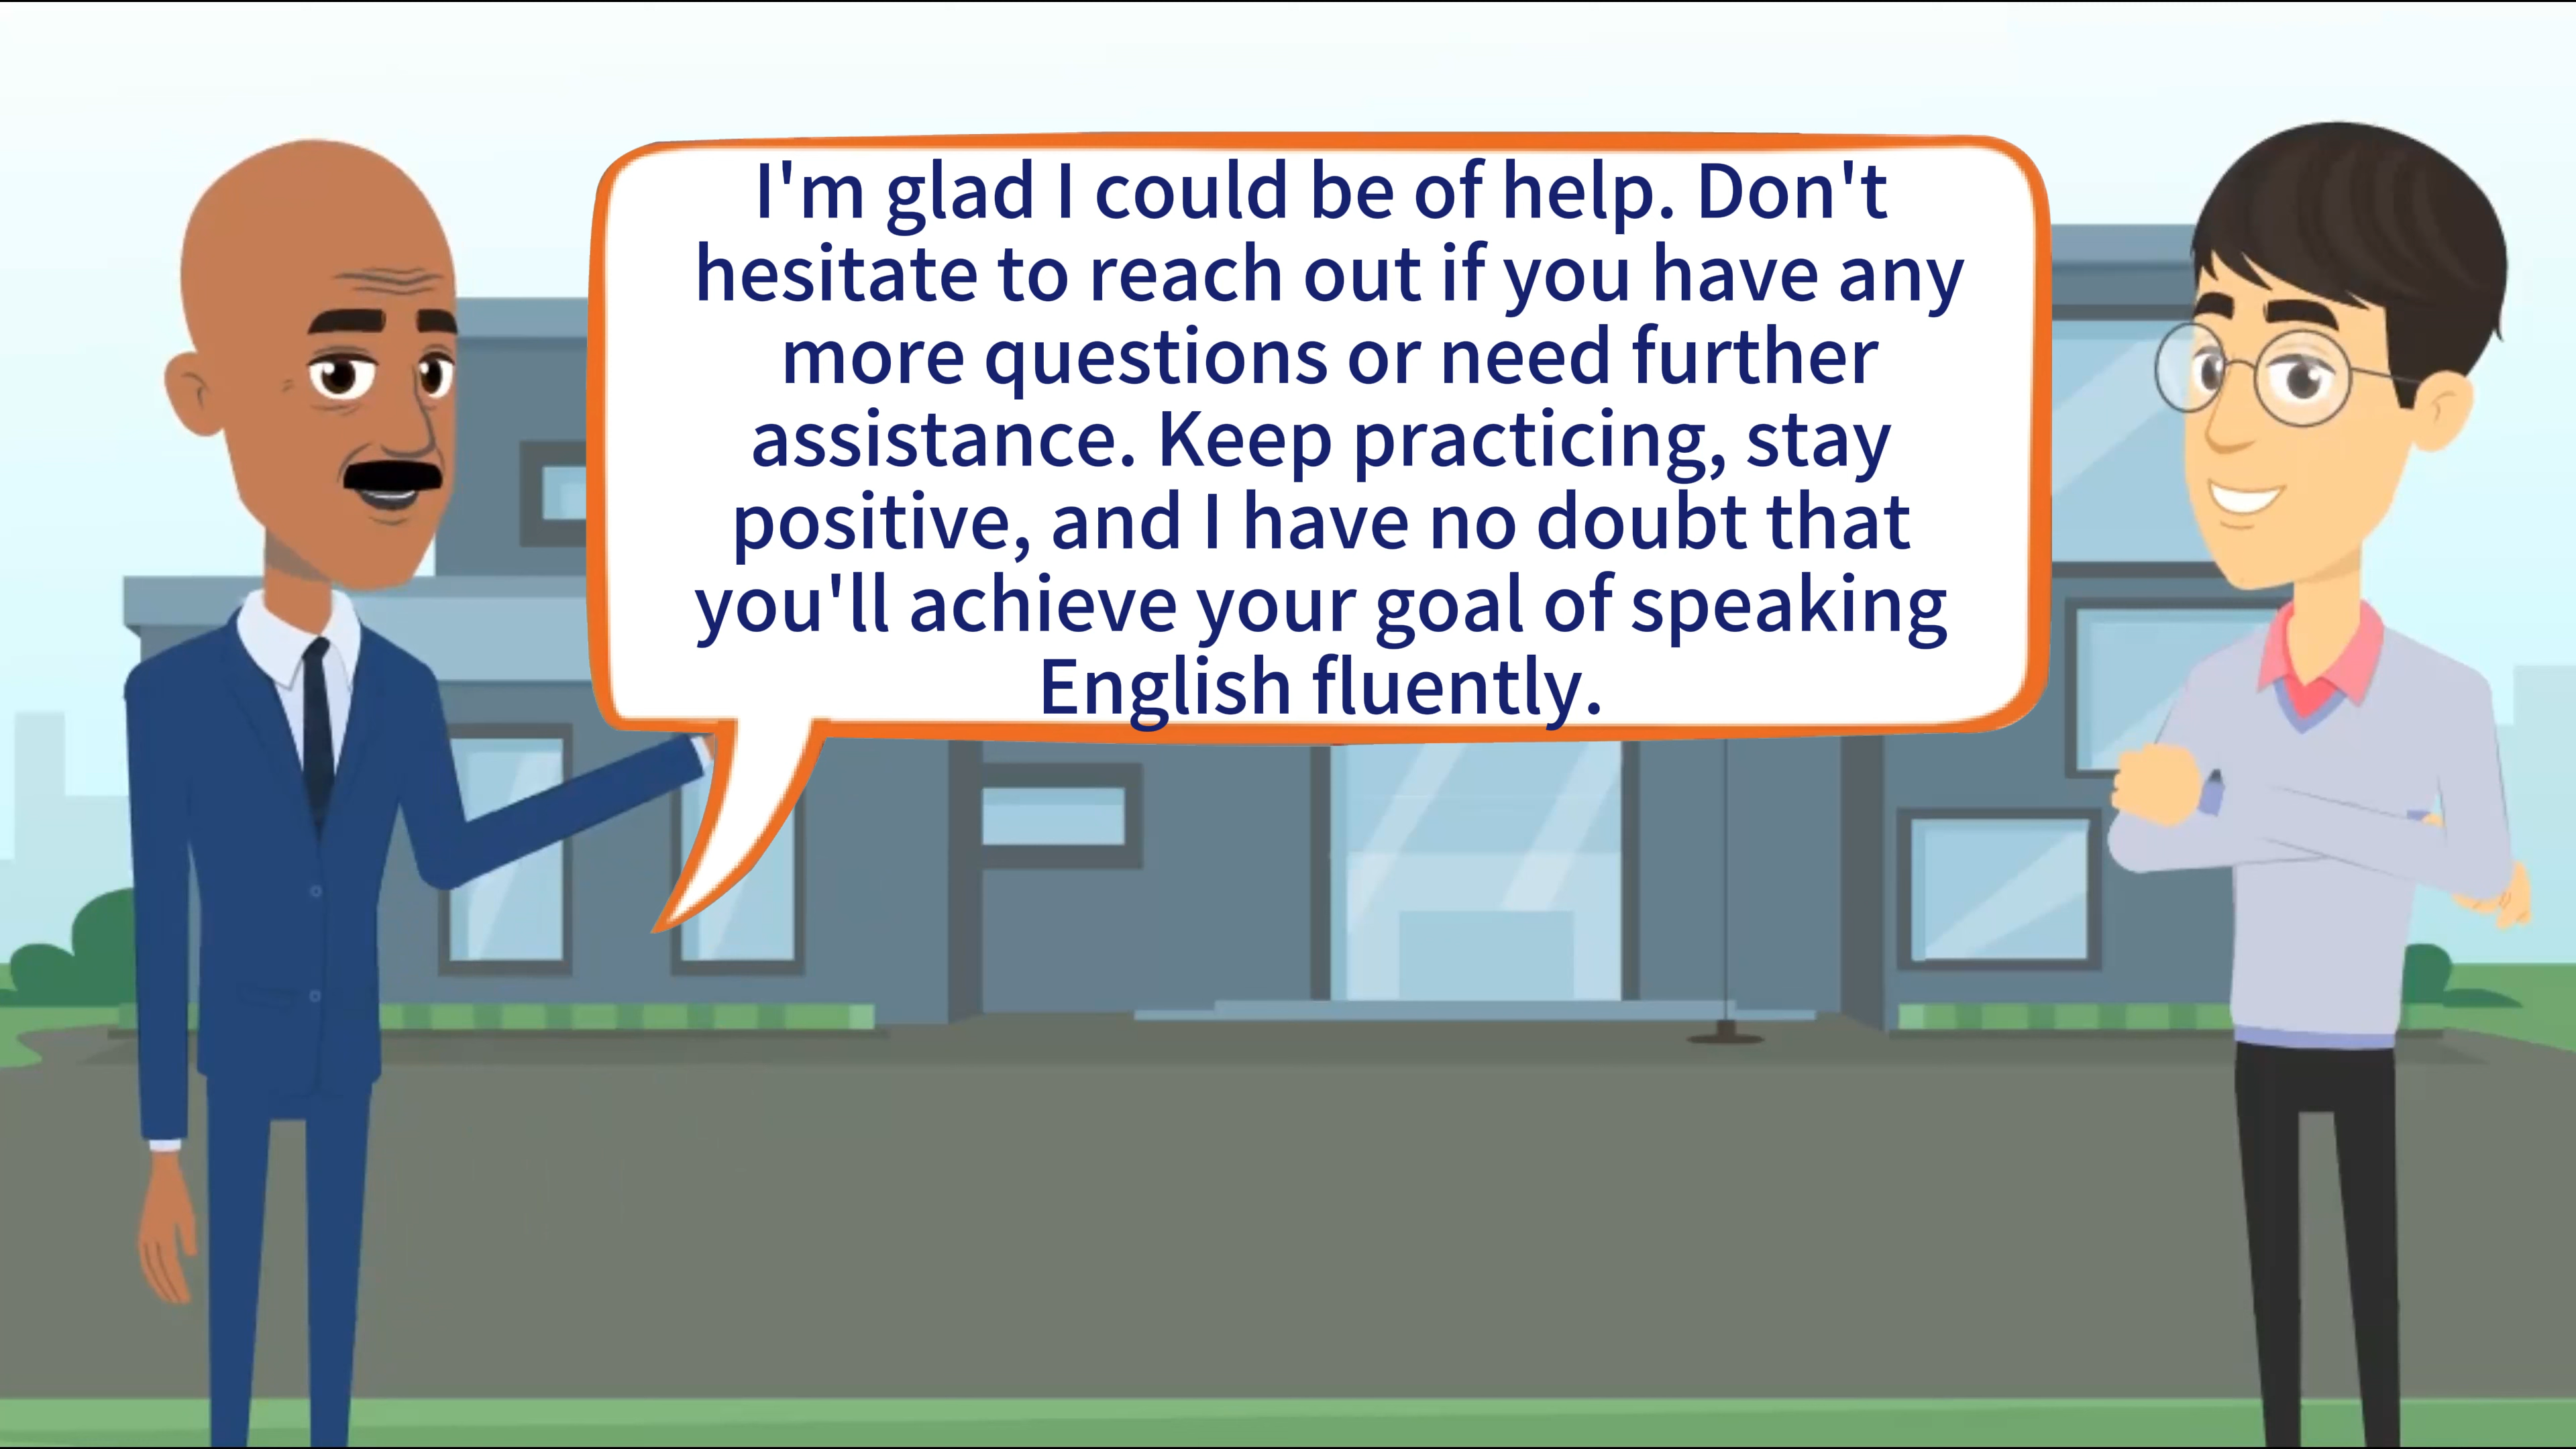 I'm glad I could be of help. Don't
hesitate to reach out if you have any
more questions or need further
assistance. Keep practicing, stay
positive, and I have no doubt that
you'll achieve your goal of speaking
English fluently.